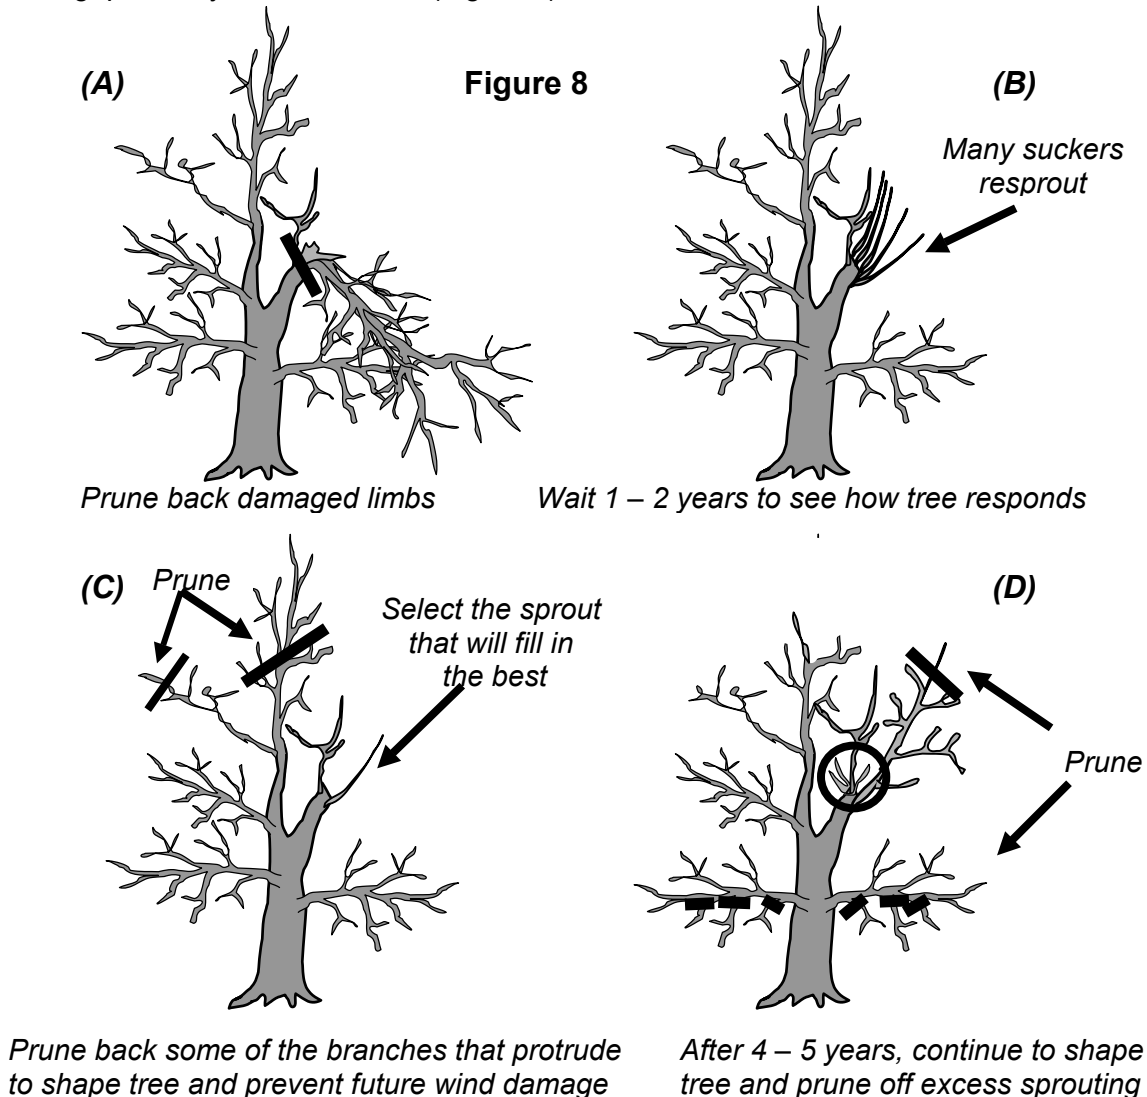 (A)
Figure 8
(B)
Many suckers
resprout
Prune back damaged limbs
Wait 1 – 2 years to see how tree responds
(C)
Prune
Select the sprout
that will fill in
the best
(D)
Prune
Prune back some of the branches that protrude
to shape tree and prevent future wind damage
After 4 – 5 years, continue to shape
tree and prune off excess sprouting